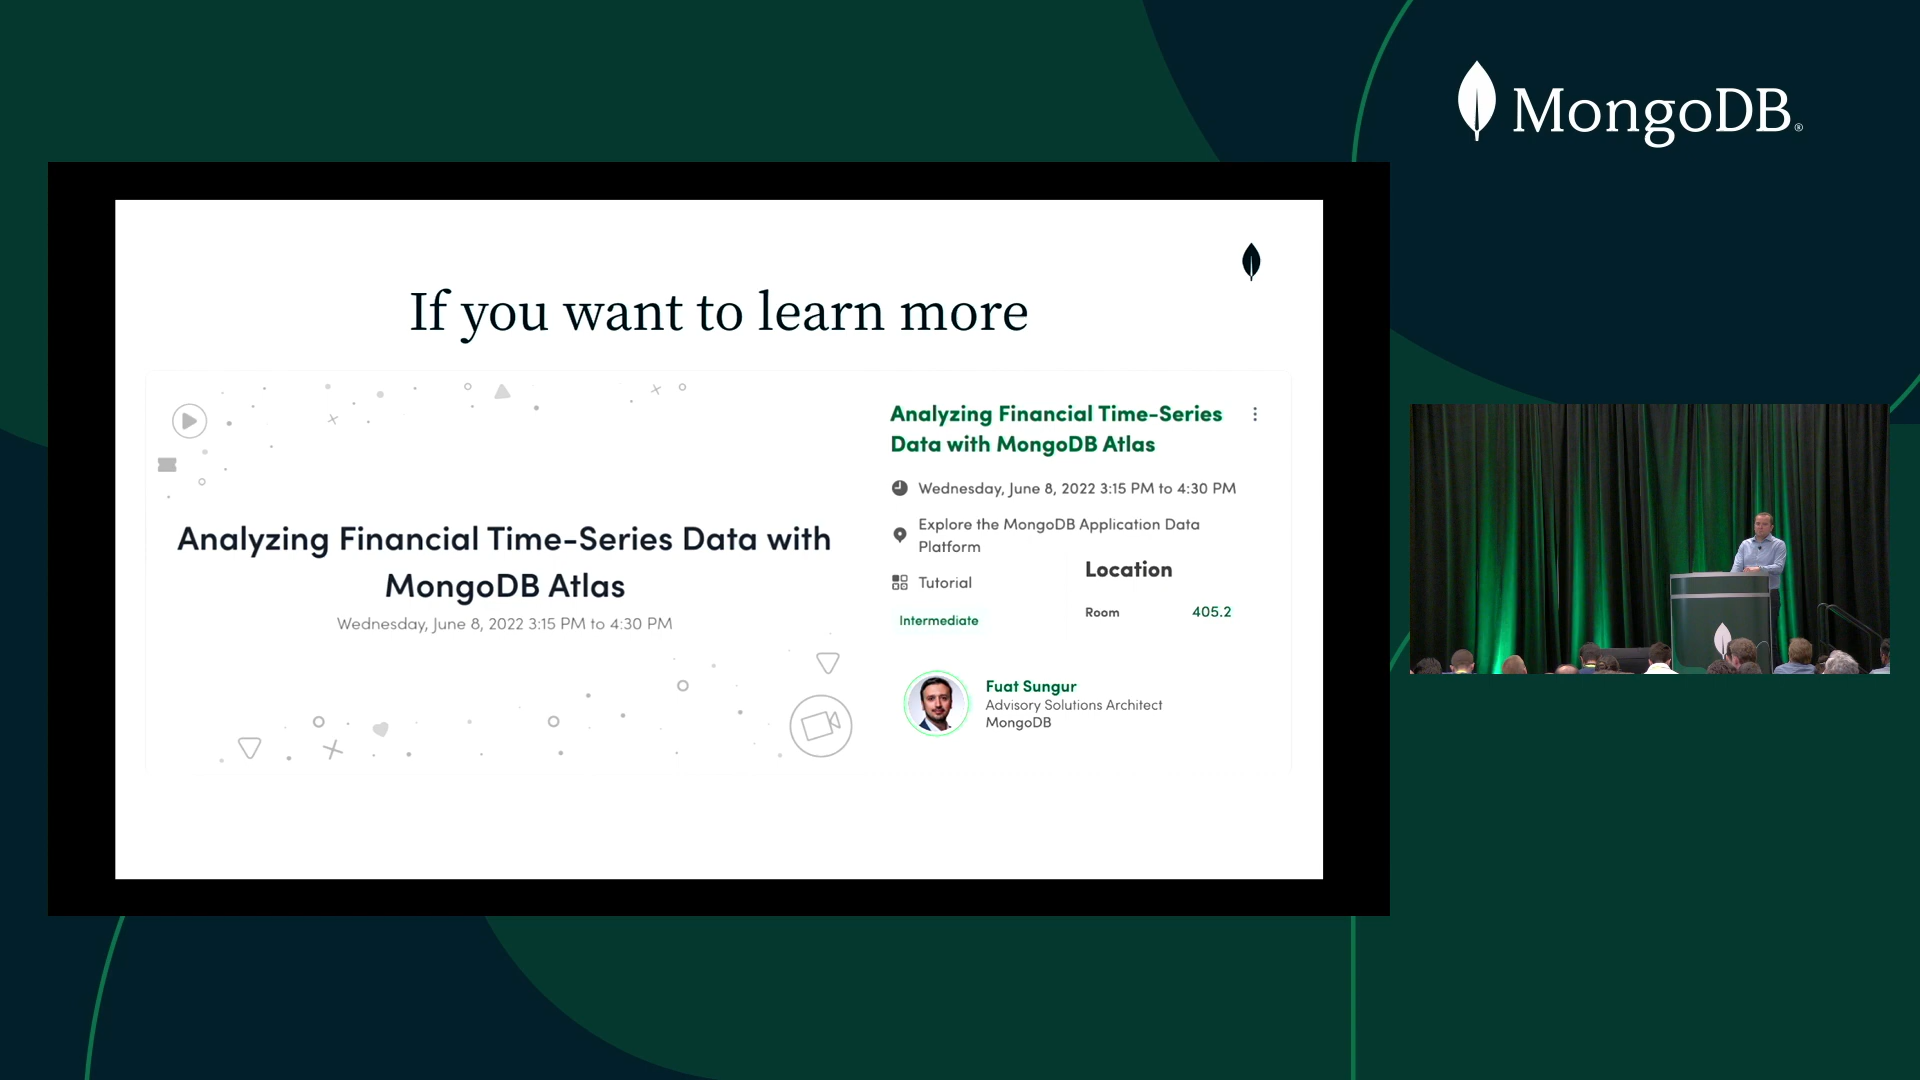 MongoDB®
If you want to learn more
Analyzing Financial Time-Series Data with
MongoDB Atlas
Wednesday, June 8, 2022 3:15 PM to 4:30 PM
Analyzing Financial Time-Series
Data with MongoDB Atlas
Wednesday, June 8, 2022 3:15 PM to 4:30 PM
Explore the MongoDB Application Data
Platform
Tutorial
Intermediate
Location
Room 405.2
Fuat Sungur
Advisory Solutions Architect
MongoDB